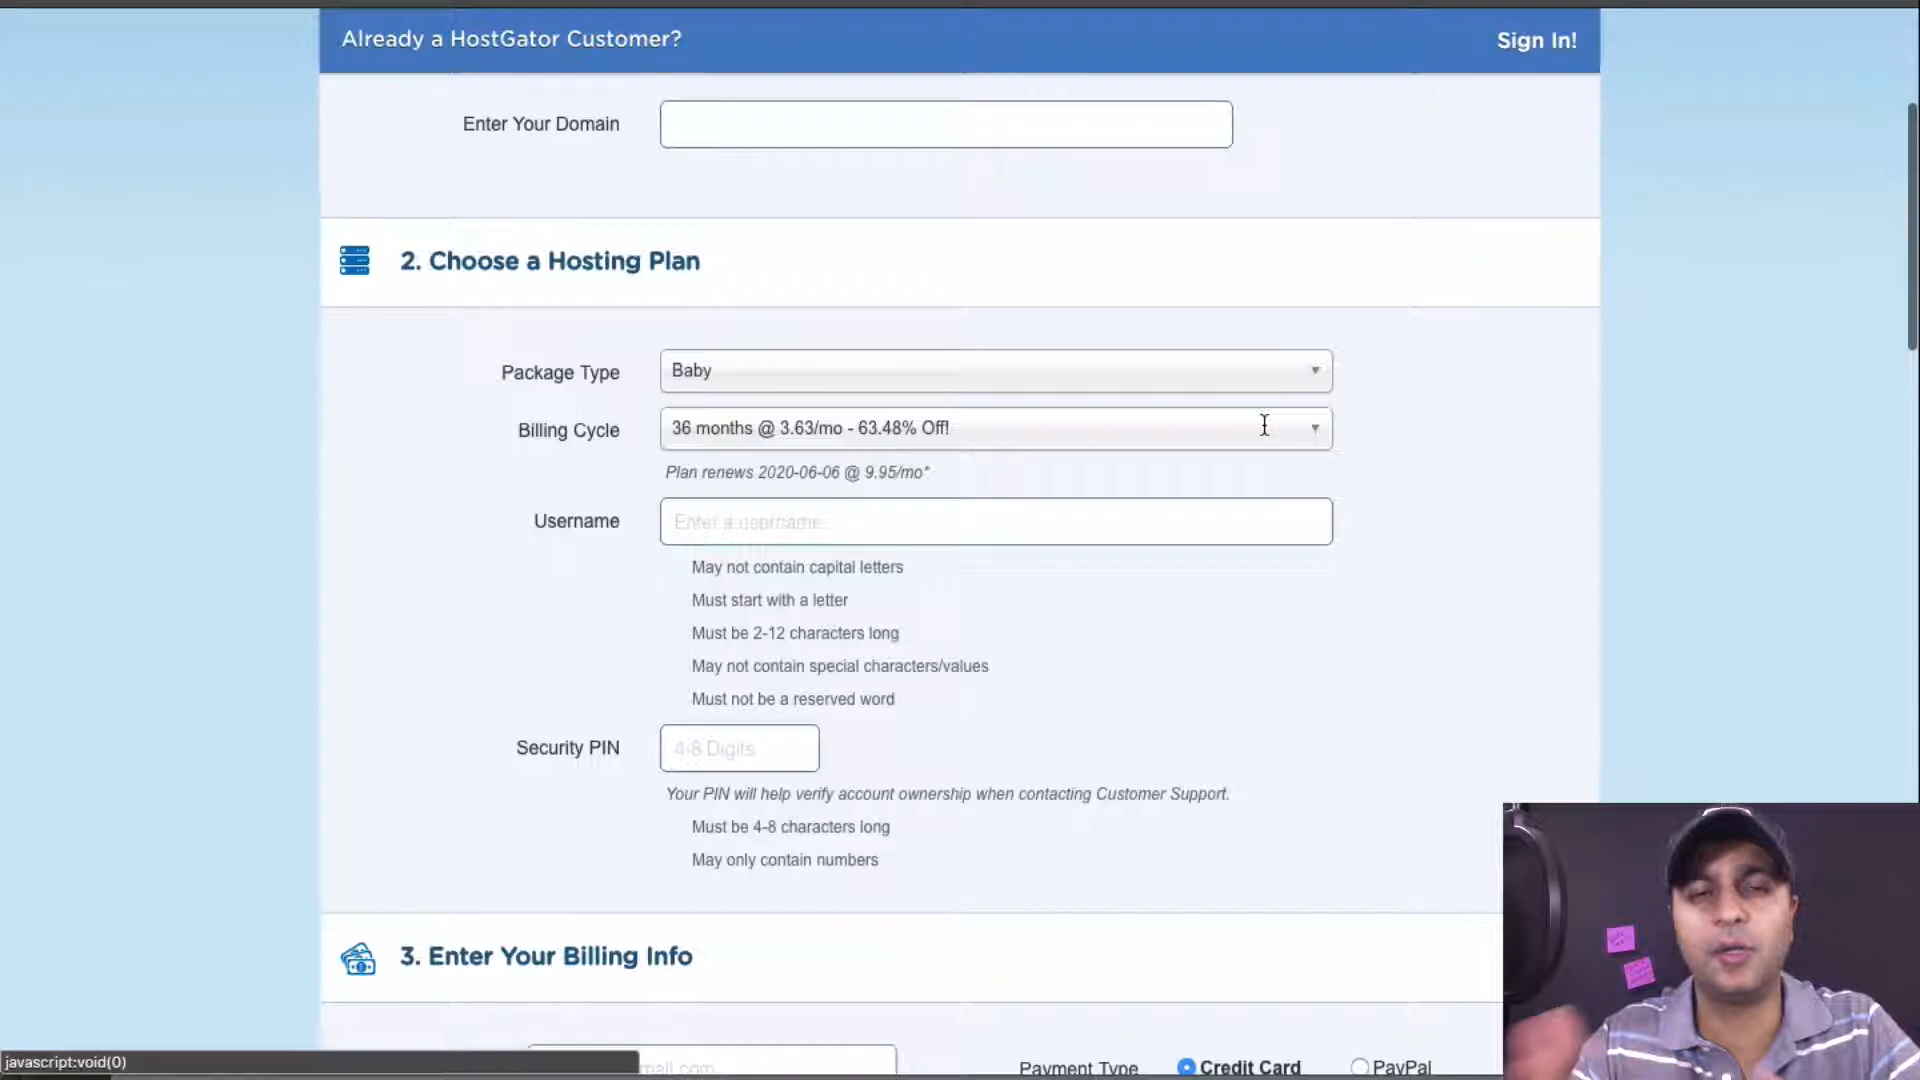 Already a HostGator Customer?
Sign In!
Enter Your Domain
2. Choose a Hosting Plan
Package Type
Baby
Billing Cycle
36 months @ 3.63/mo - 63.48% Off!
Plan renews 2020-06-06 @ 9.95/mo*
Username
Enter a username
May not contain capital letters
Must start with a letter
Must be 2-12 characters long
May not contain special characters/values
Must not be a reserved word
Security PIN
4-8 Digits
Your PIN will help verify account ownership when contacting Customer Support.
Must be 4-8 characters long
May only contain numbers
3. Enter Your Billing Info
Payment Type
Credit Card
PayPal
javascript:void(0)